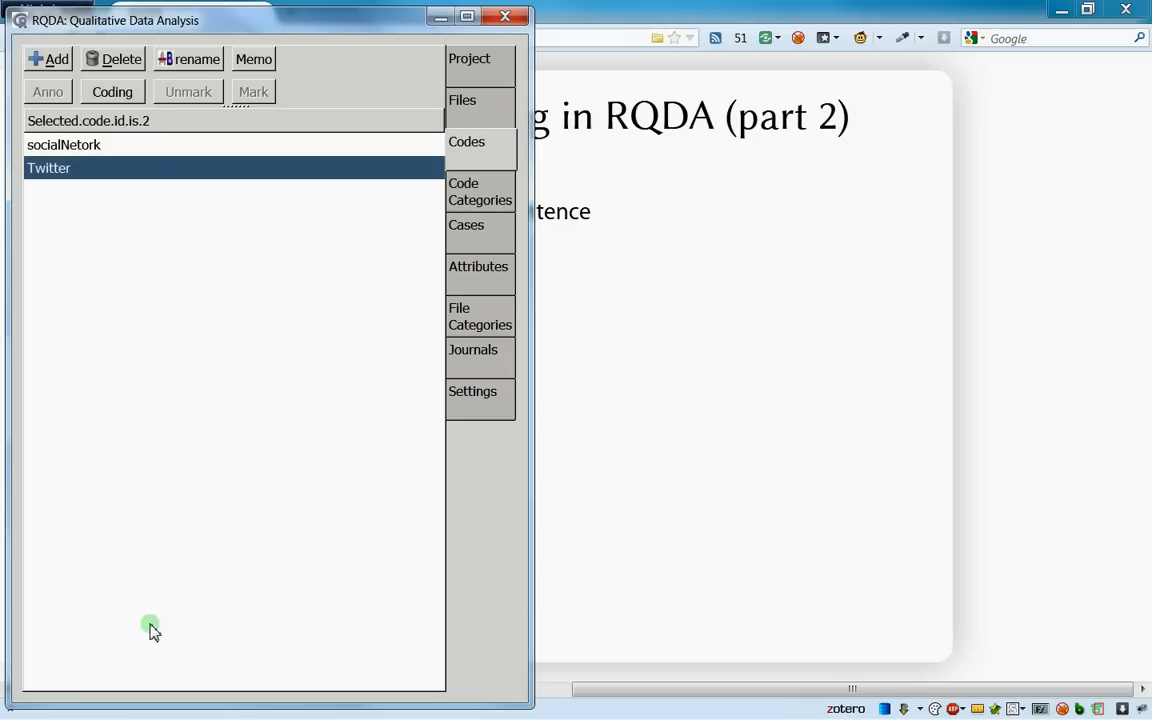 RQDA: Qualitative Data Analysis
Add Delete rename Memo
Anno Coding Unmark Mark
Selected.code.id.is.2
socialNetork
Twitter
Project
Files
Codes
Code
Categories
Cases
Attributes
File
Categories
Journals
Settings
51
Google
g in RQDA (part 2)
tence
zotero